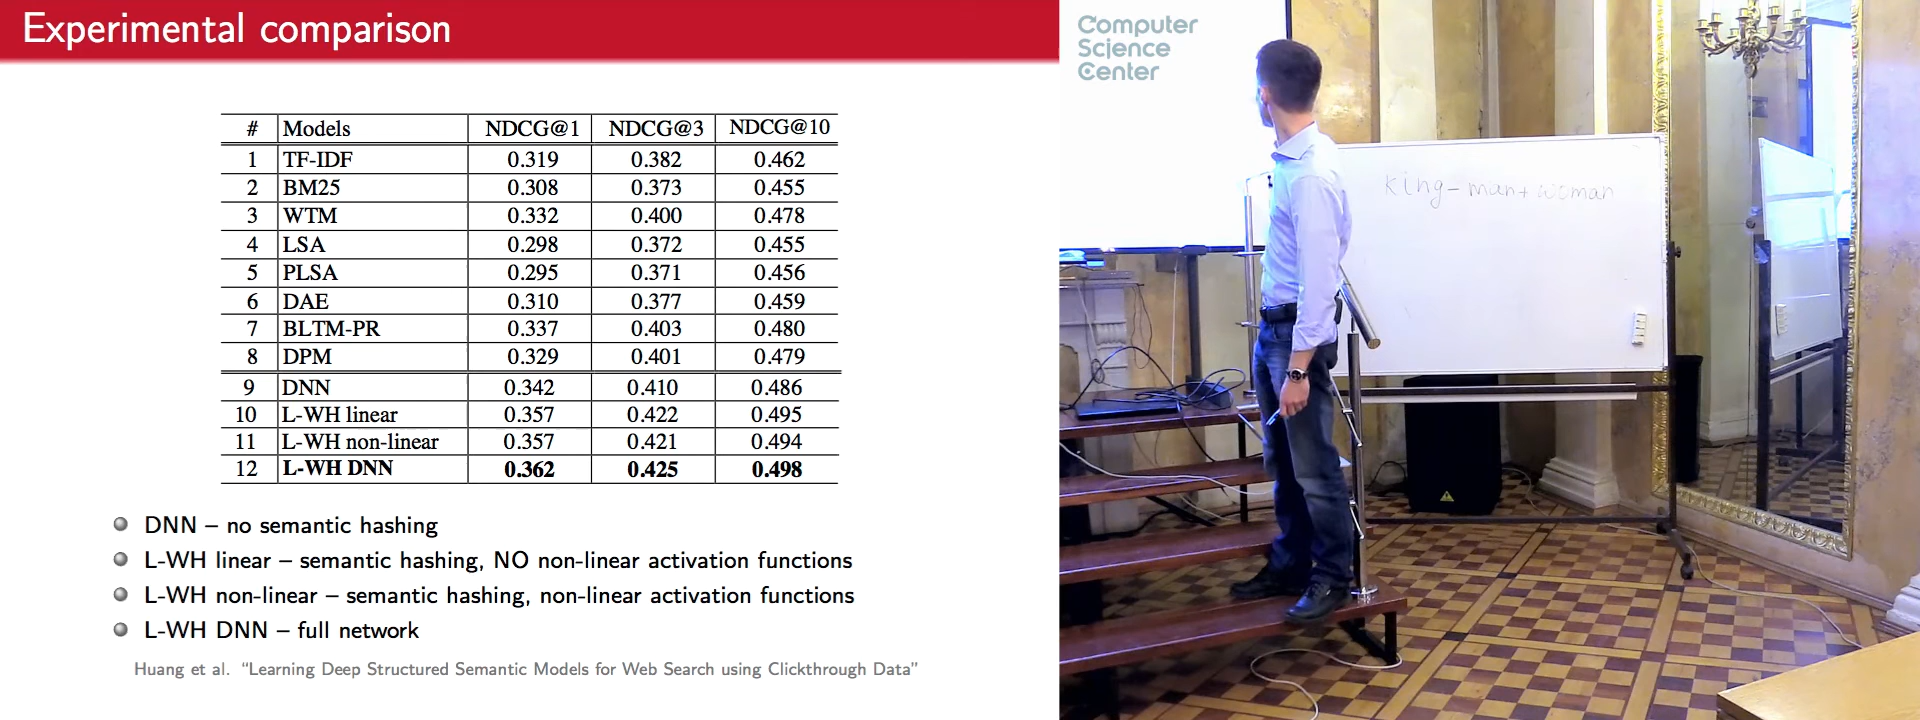 Experimental comparison
# Models NDCG@1 NDCG@3 NDCG@10
1 TF-IDF 0.319 0.382 0.462
2 BM25 0.308 0.373 0.455
3 WTM 0.332 0.400 0.478
4 LSA 0.298 0.372 0.455
5 PLSA 0.295 0.371 0.456
6 DAE 0.310 0.377 0.459
7 BLTM-PR 0.337 0.403 0.480
8 DPM 0.329 0.401 0.479
9 DNN 0.342 0.410 0.486
10 L-WH linear 0.357 0.422 0.495
11 L-WH non-linear 0.357 0.421 0.494
12 L-WH DNN 0.362 0.425 0.498
DNN – no semantic hashing
L-WH linear – semantic hashing, NO non-linear activation functions
L-WH non-linear – semantic hashing, non-linear activation functions
L-WH DNN – full network
Huang et al. “Learning Deep Structured Semantic Models for Web Search using Clickthrough Data”
Computer
Science
Center
king - man + woman